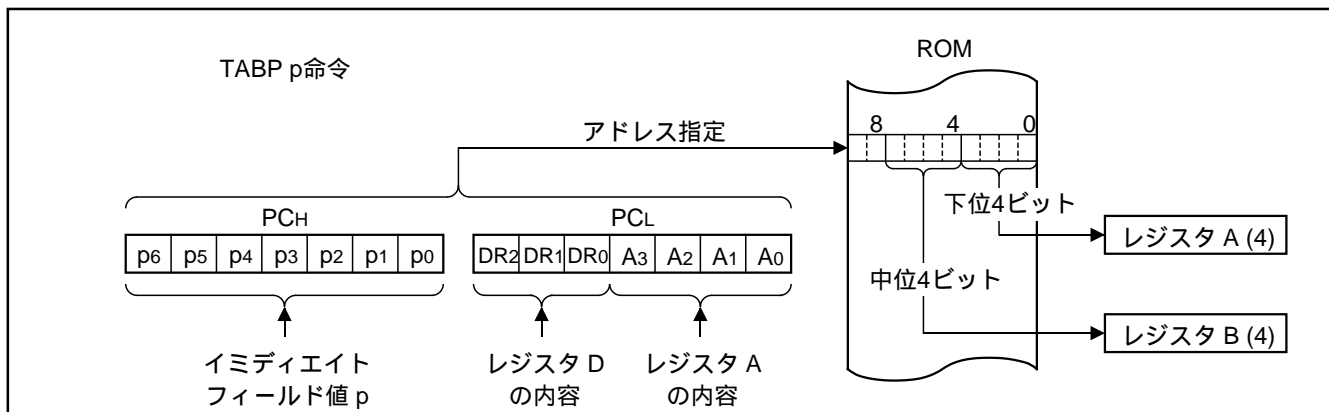 ROM
TABP p命令
8 4 0
アドレス指定
PCH PCL
下位4ビット
p6 p5 p4 p3 p2 p1 p0 DR2 DR1 DR0 A3 A2 A1 A0
レジスタ A (4)
中位4ビット
レジスタ B (4)
イミディエイト
フィールド値 p
レジスタ D
の内容
レジスタ A
の内容